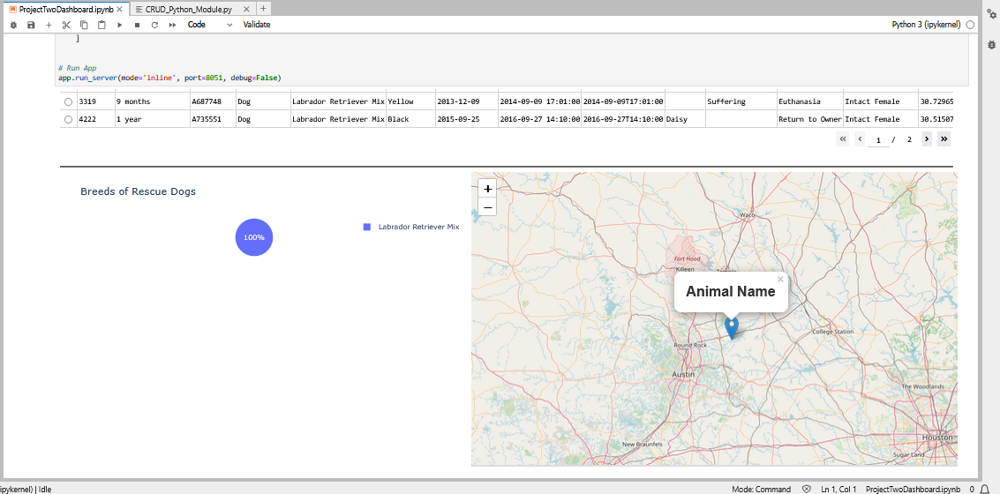 ProjectTwoDashboard.ipynb × CRUD_Python_Module.py × +
Code Validate Python 3 (ipykernel)
]
# Run App
app.run_server(mode='inline', port=8051, debug=False)
3319 9 months A687748 Dog Labrador Retriever Mix Yellow 2013-12-09 2014-09-09 17:01:00 2014-09-09T17:01:00 Suffering Euthanasia Intact Female 30.72965
4222 1 year A735551 Dog Labrador Retriever Mix Black 2015-09-25 2016-09-27 14:10:00 2016-09-27T14:10:00 Daisy Return to Owner Intact Female 30.51507
« ‹ 1 / 2 › »
Breeds of Rescue Dogs
Labrador Retriever Mix
100%
+
−
Waco
Fort Hood
Killeen
×
Animal Name
College Station
Round Rock
Austin
The Woodlands
New Braunfels
Houston
Sugar Land
ipykernel) | Idle Mode: Command Ln 1, Col 1 ProjectTwoDashboard.ipynb 0